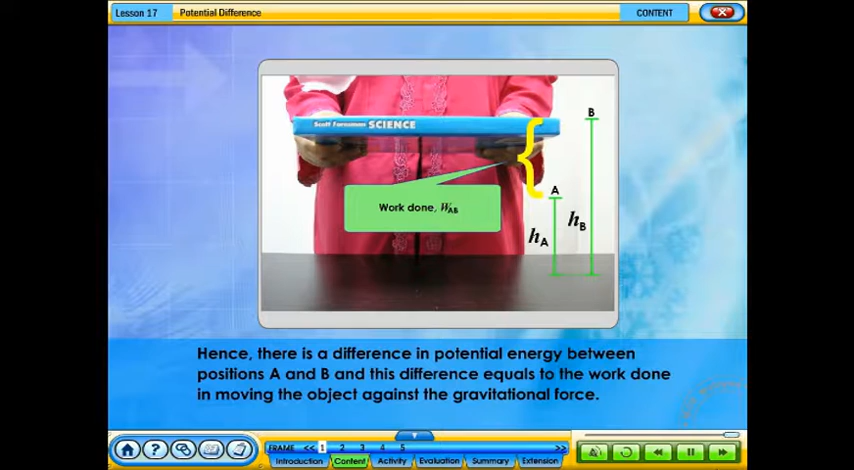 Lesson 17
Potential Difference
CONTENT
B
Scott Foresman SCIENCE
A
Work done, WAB
hA
hB
Hence, there is a difference in potential energy between
positions A and B and this difference equals to the work done
in moving the object against the gravitational force.
FRAME << 1 2 3 4 5 >>
Introduction Content Activity Evaluation Summary Extension